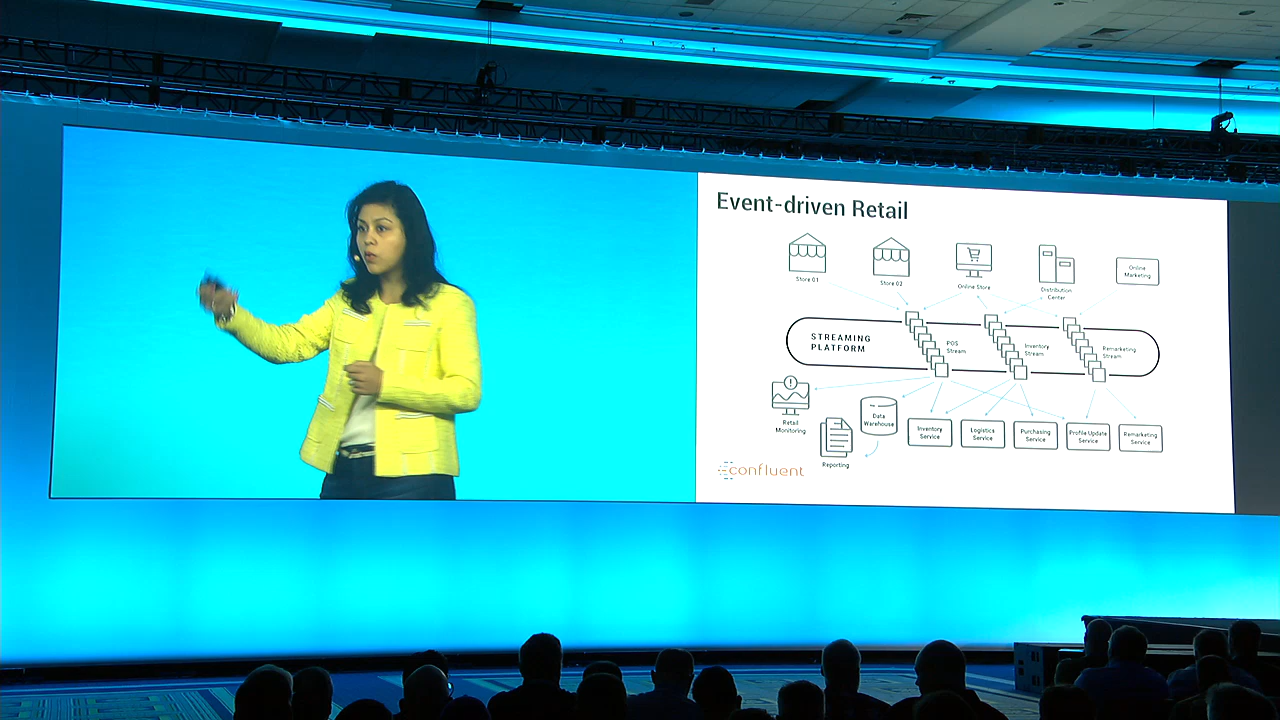 Event-driven Retail
Store 01
Store 02
Online Store
Distribution
Center
Online
Marketing
STREAMING
PLATFORM
POS
Stream
Inventory
Stream
Remarketing
Stream
Retail
Monitoring
Reporting
Data
Warehouse
Inventory
Service
Logistics
Service
Purchasing
Service
Profile Update
Service
Remarketing
Service
confluent